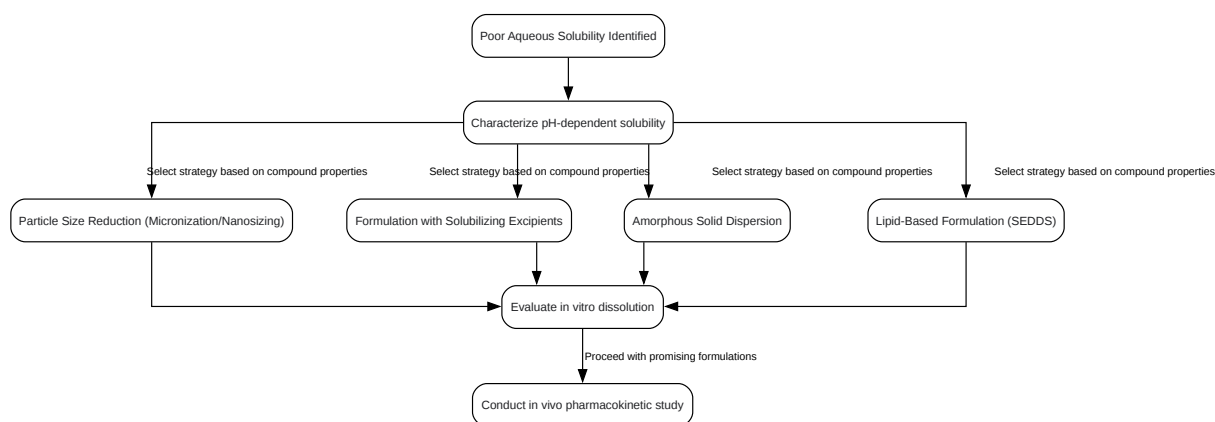 Poor Aqueous Solubility Identified
Characterize pH-dependent solubility
Select strategy based on compound properties
Select strategy based on compound properties
Select strategy based on compound properties
Select strategy based on compound properties
Particle Size Reduction (Micronization/Nanosizing)
Formulation with Solubilizing Excipients
Amorphous Solid Dispersion
Lipid-Based Formulation (SEDDS)
Evaluate in vitro dissolution
Proceed with promising formulations
Conduct in vivo pharmacokinetic study